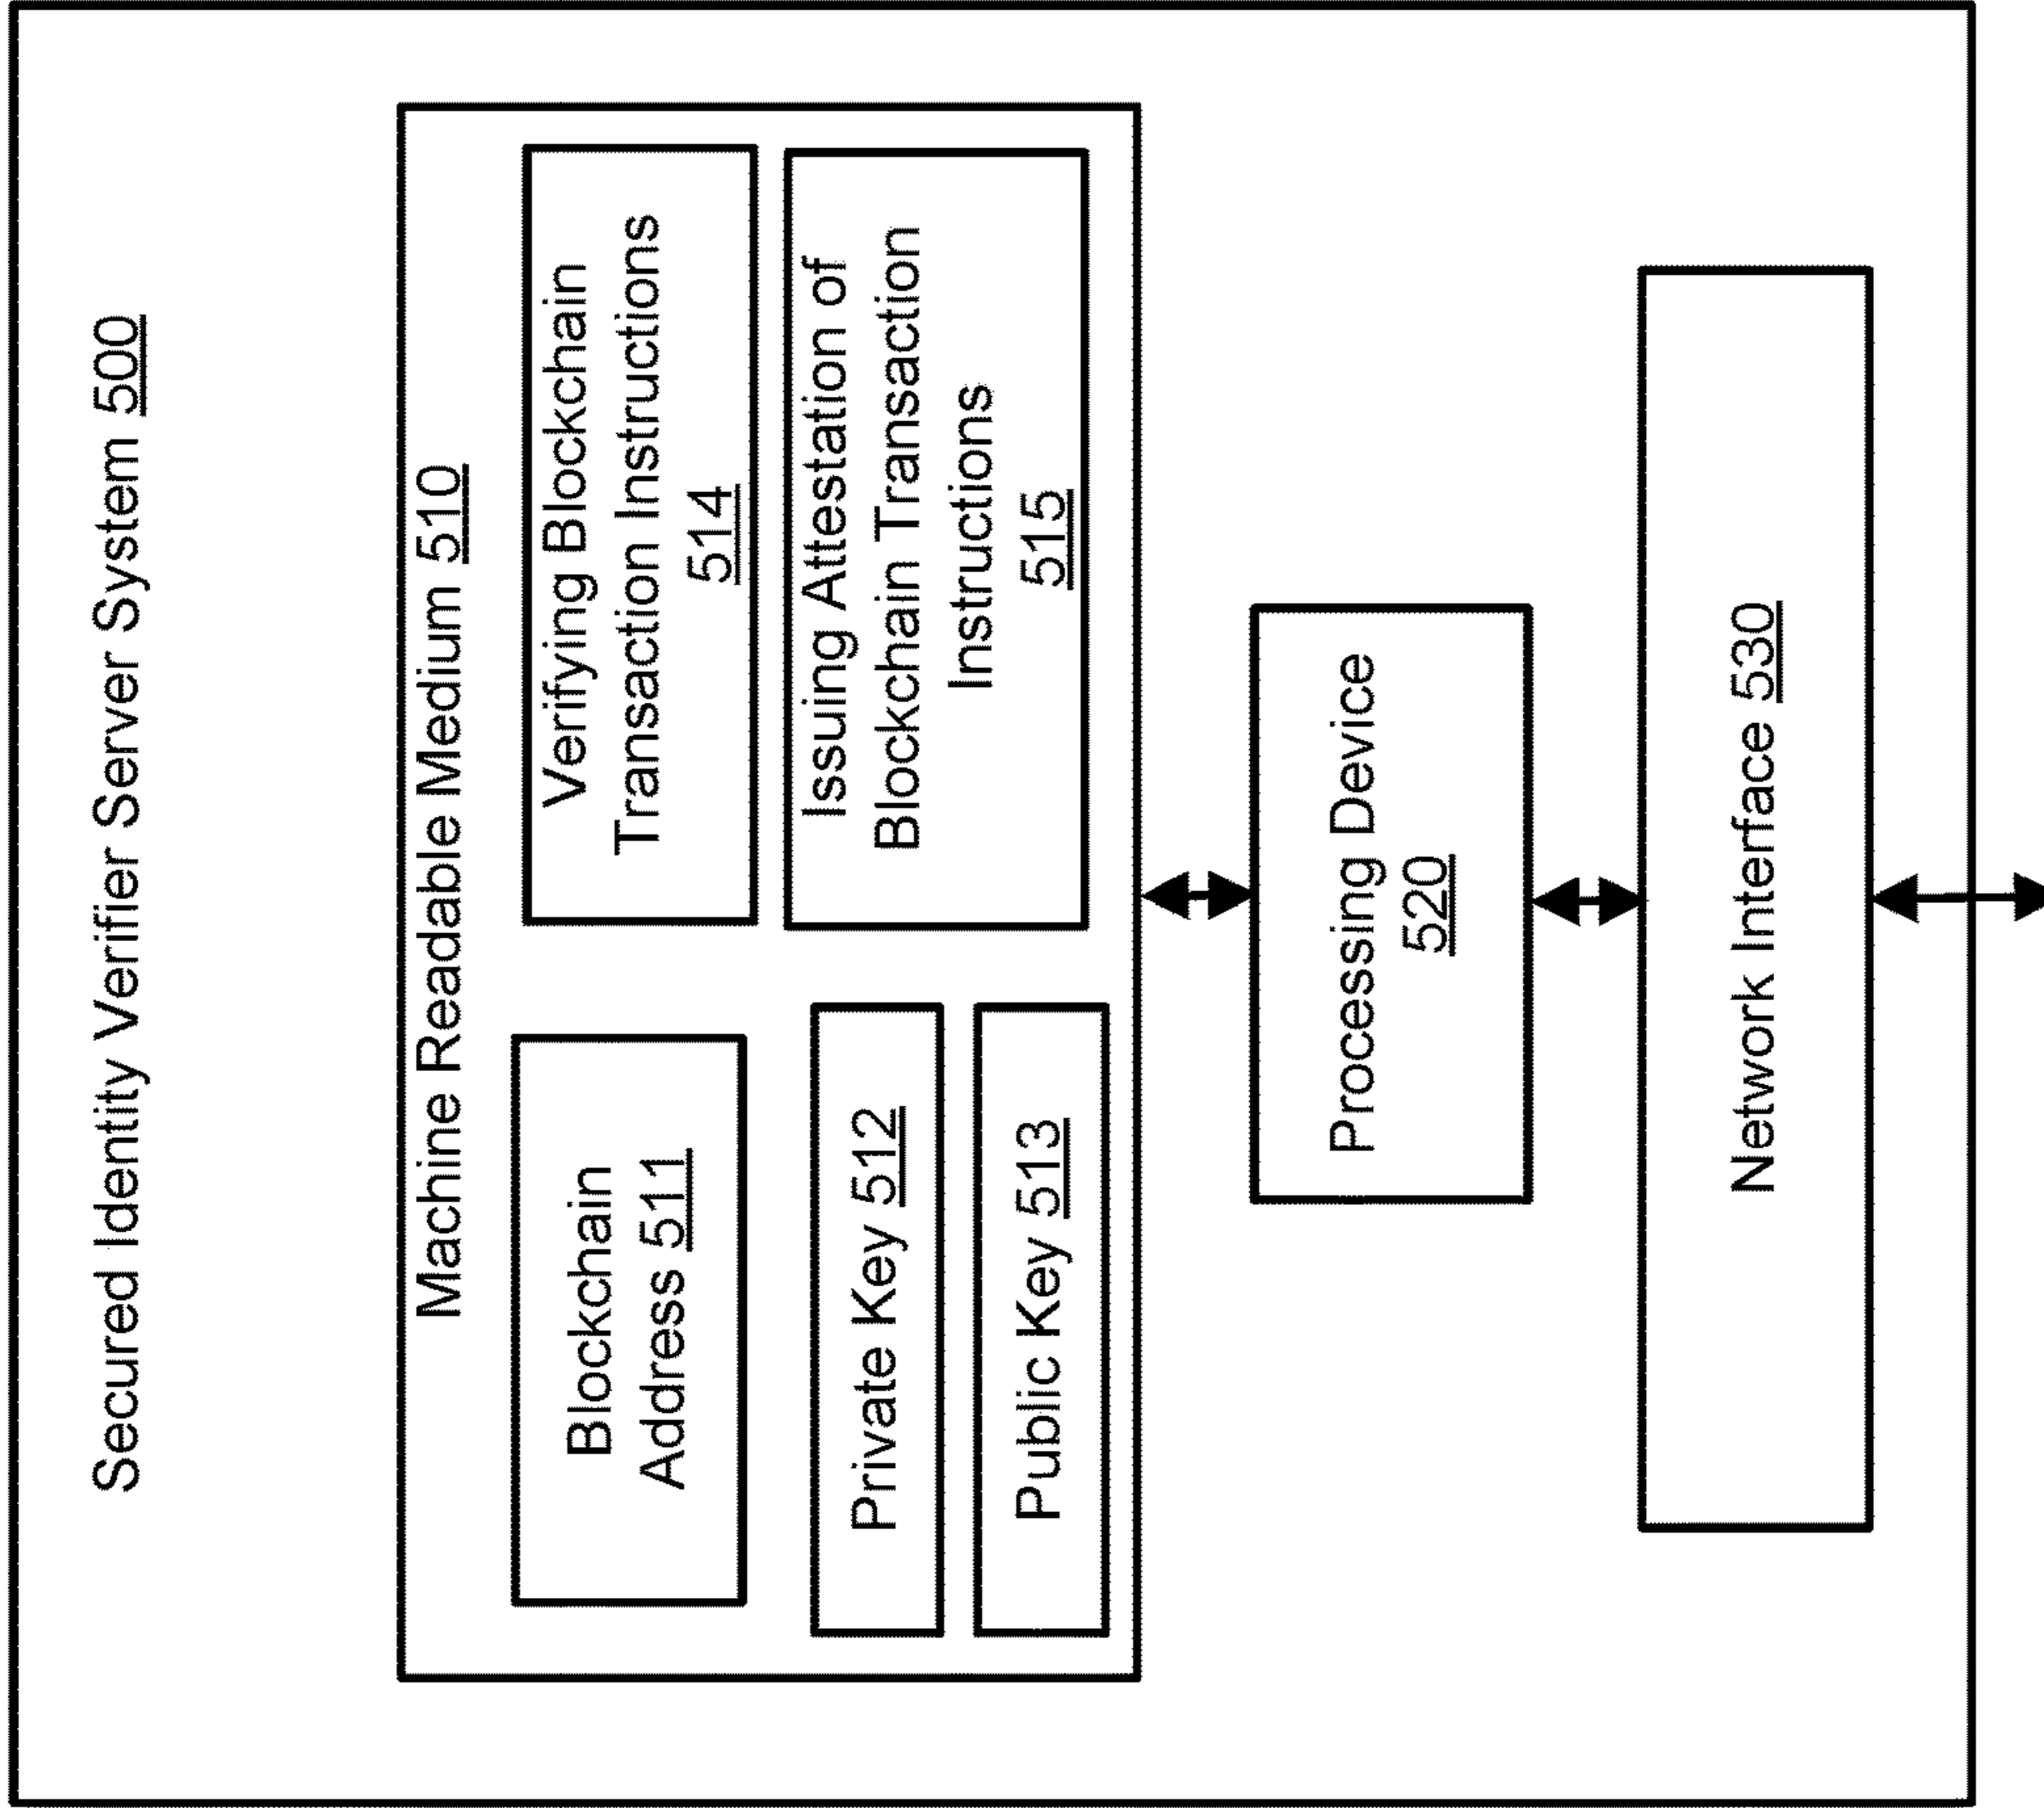 Secured Identity Verifier Server System 500
Machine Readable Medium 510
Blockchain
Address 511
Private Key 512
Public Key 513
Verifying Blockchain
Transaction Instructions
514
Issuing Attestation of
Blockchain Transaction
Instructions
515
Processing Device
520
Network Interface 530